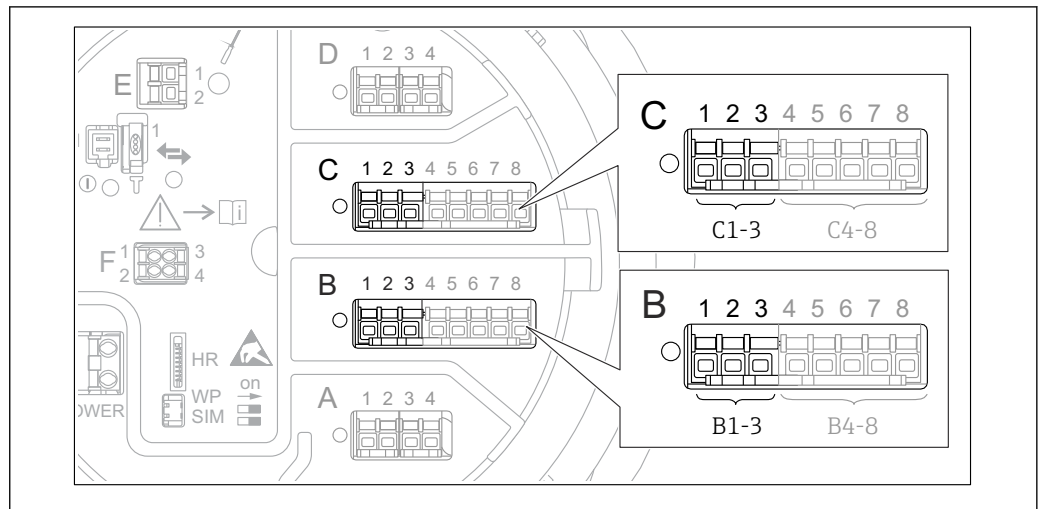 D 1 2 3 4
E 1
2
1
C 1 2 3 4 5 6 7 8
C 1 2 3 4 5 6 7 8
C1-3 C4-8
i
F 1 3
2 4
B 1 2 3 4 5 6 7 8
B 1 2 3 4 5 6 7 8
B1-3 B4-8
HR
on
WP
SIM
OWER
A 1 2 3 4